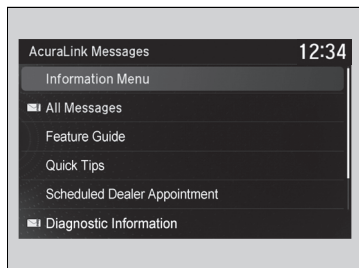 AcuraLink Messages 12:34
Information Menu
All Messages
Feature Guide
Quick Tips
Scheduled Dealer Appointment
Diagnostic Information